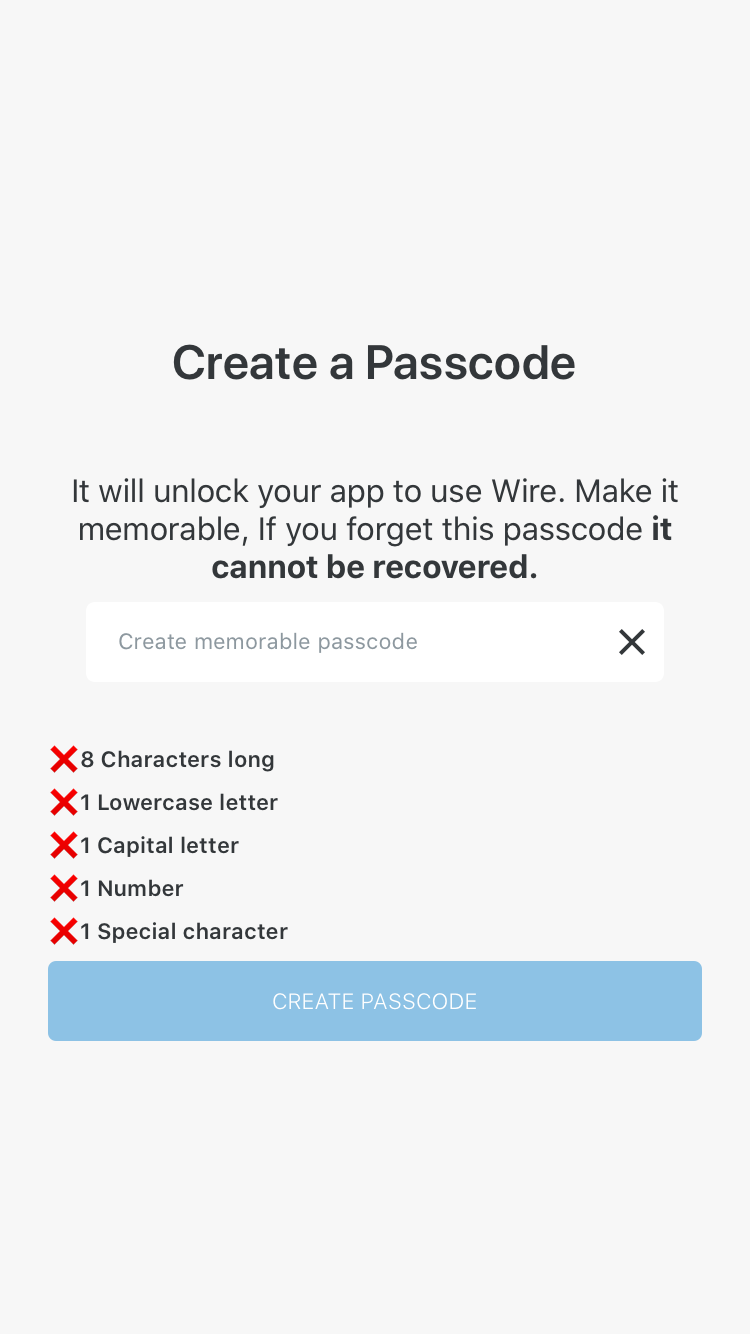 Create a Passcode
It will unlock your app to use Wire. Make it
memorable, If you forget this passcode it
cannot be recovered.
Create memorable passcode
8 Characters long
1 Lowercase letter
1 Capital letter
1 Number
1 Special character
CREATE PASSCODE